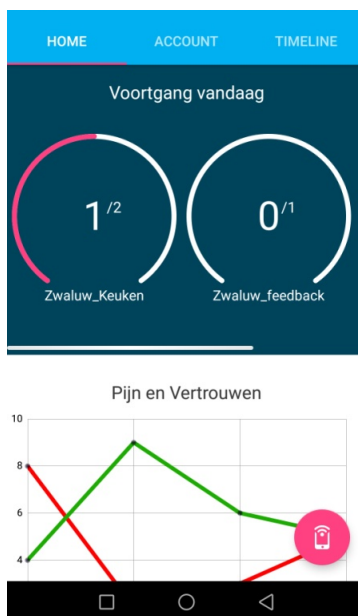 HOME ACCOUNT TIMELINE
Voortgang vandaag
1/2 0/1
Zwaluw_Keuken Zwaluw_feedback
Pijn en Vertrouwen
10
8
6
4